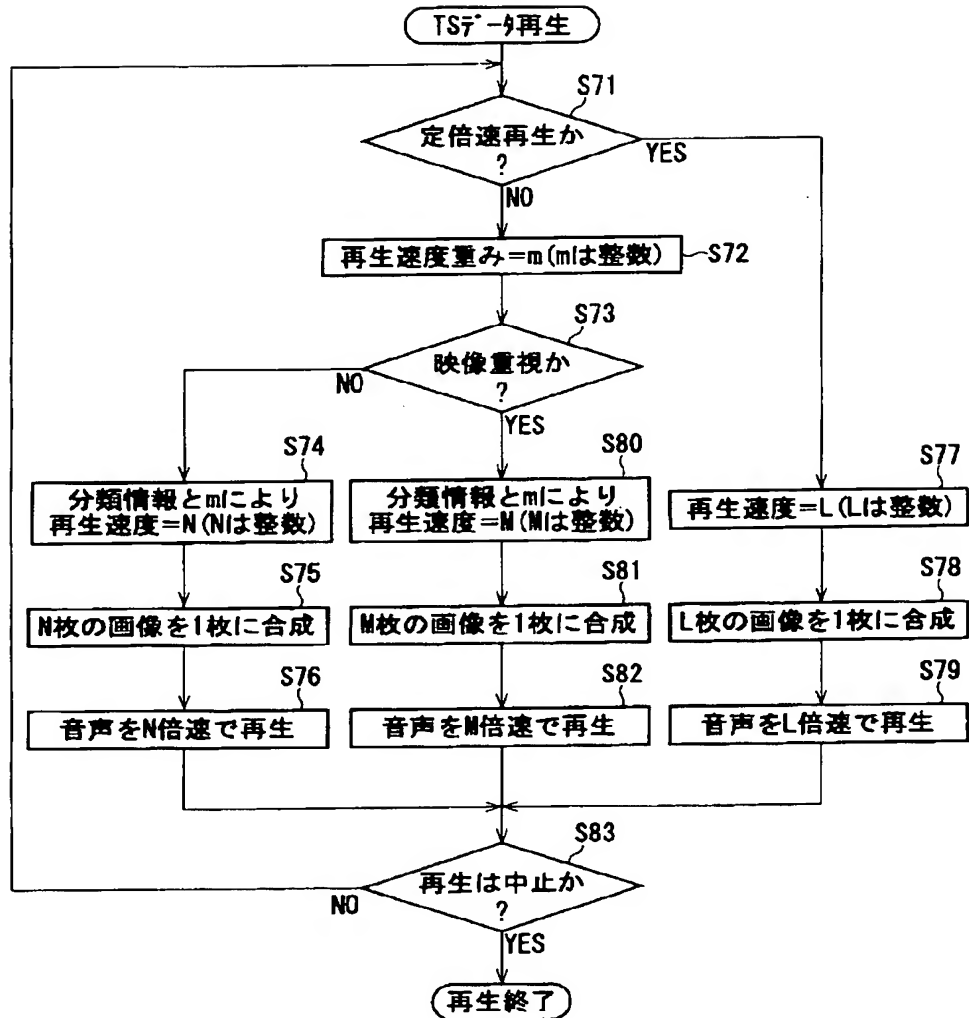 TSデータ再生
S71
定倍速再生か
?
YES
NO
再生速度重み=m(mは整数)
S72
S73
映像重視か
?
NO
YES
S74
分類情報とmにより
再生速度=N(Nは整数)
S80
分類情報とmにより
再生速度=M(Mは整数)
S77
再生速度=L(Lは整数)
S75
N枚の画像を1枚に合成
S81
M枚の画像を1枚に合成
S78
L枚の画像を1枚に合成
S76
音声をN倍速で再生
S82
音声をM倍速で再生
S79
音声をL倍速で再生
S83
再生は中止か
?
NO
YES
再生終了